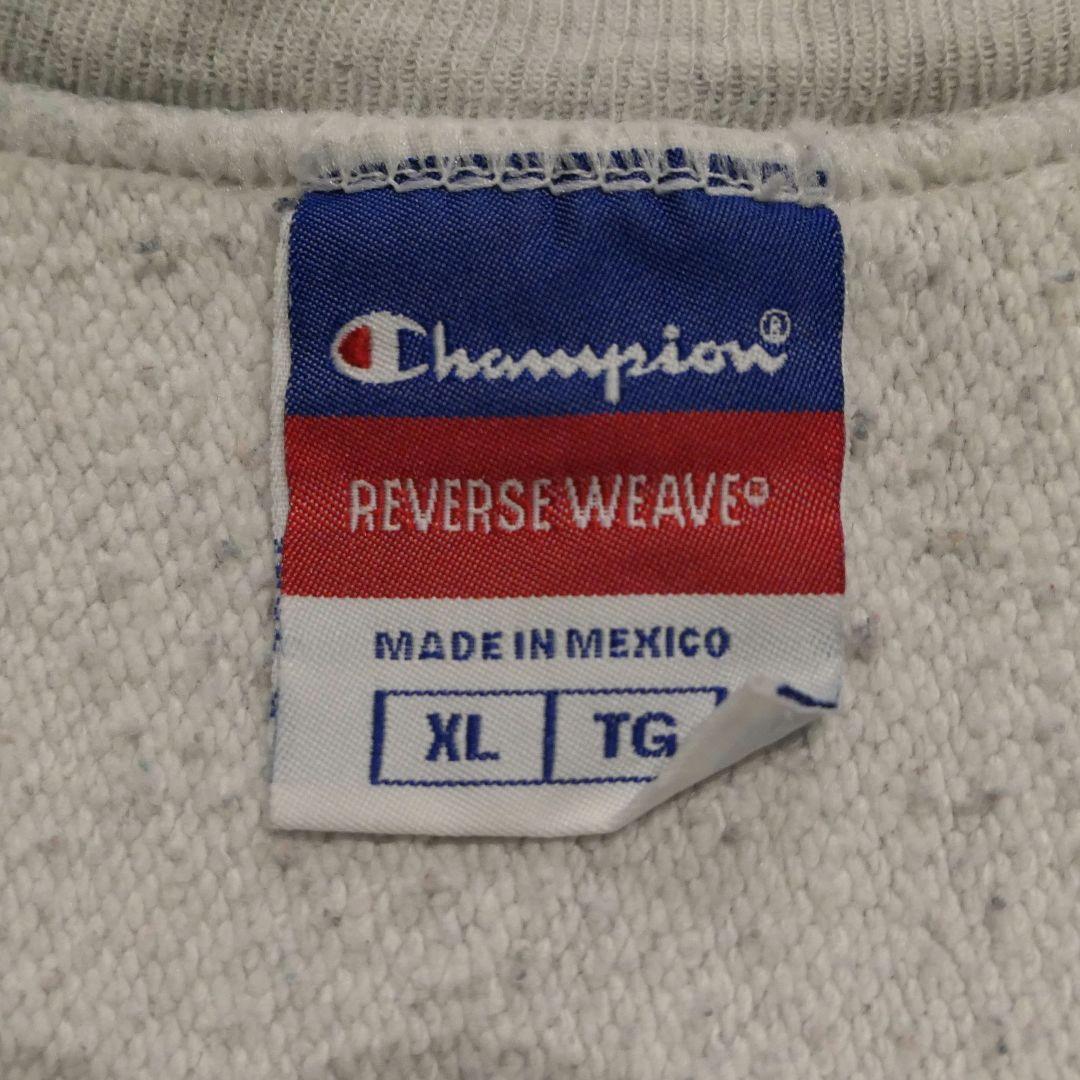 Champion®
REVERSE WEAVE®
MADE IN MEXICO
XL TG